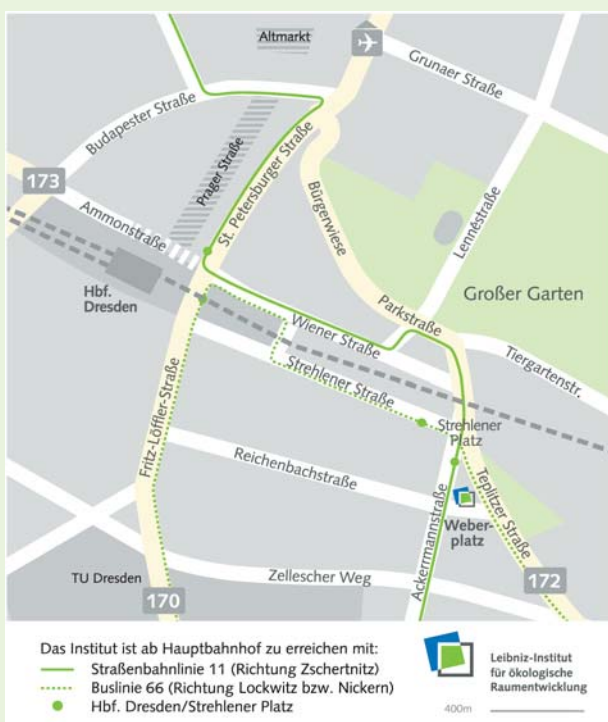 Altmarkt
Grunaer Straße
Budapester Straße
Prager Straße
St. Petersburger Straße
Bürgerwiese
Lennéstraße
173
Ammonstraße
Hbf.
Dresden
Großer Garten
Parkstraße
Wiener Straße
Tiergartenstr.
Strehlener Straße
Strehlener
Platz
Fritz-Löffler-Straße
Reichenbachstraße
Ackerrmannstraße
Teplitzer Straße
Weber-
platz
Zellescher Weg
TU Dresden
170
172
Das Institut ist ab Hauptbahnhof zu erreichen mit:
Straßenbahnlinie 11 (Richtung Zschertnitz)
Buslinie 66 (Richtung Lockwitz bzw. Nickern)
Hbf. Dresden/Strehlener Platz
Leibniz-Institut
für ökologische
Raumentwicklung
400m